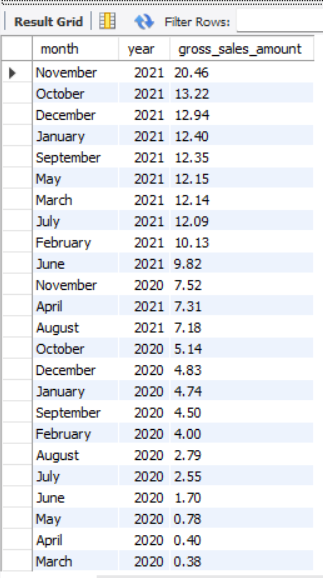 Result Grid Filter Rows:
month year gross_sales_amount
November 2021 20.46
October 2021 13.22
December 2021 12.94
January 2021 12.40
September 2021 12.35
May 2021 12.15
March 2021 12.14
July 2021 12.09
February 2021 10.13
June 2021 9.82
November 2020 7.52
April 2021 7.31
August 2021 7.18
October 2020 5.14
December 2020 4.83
January 2020 4.74
September 2020 4.50
February 2020 4.00
August 2020 2.79
July 2020 2.55
June 2020 1.70
May 2020 0.78
April 2020 0.40
March 2020 0.38